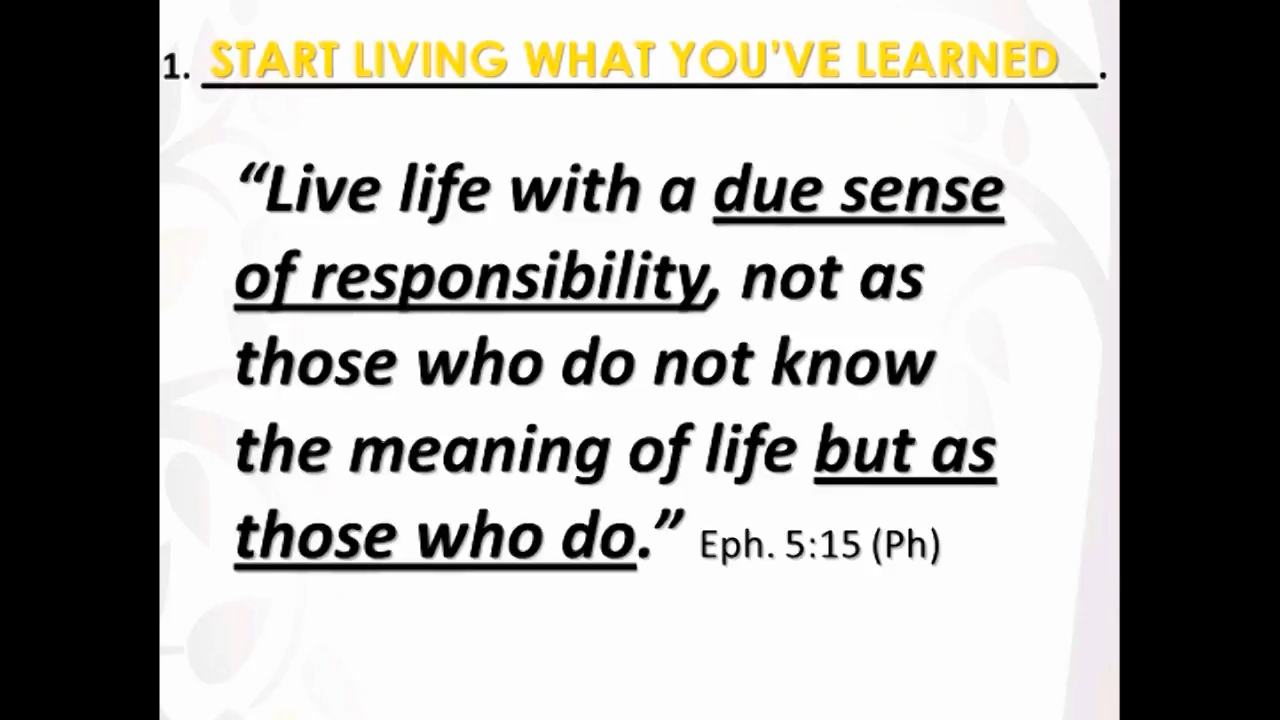 1. START LIVING WHAT YOU’VE LEARNED.
“Live life with a due sense
of responsibility, not as
those who do not know
the meaning of life but as
those who do.” Eph. 5:15 (Ph)